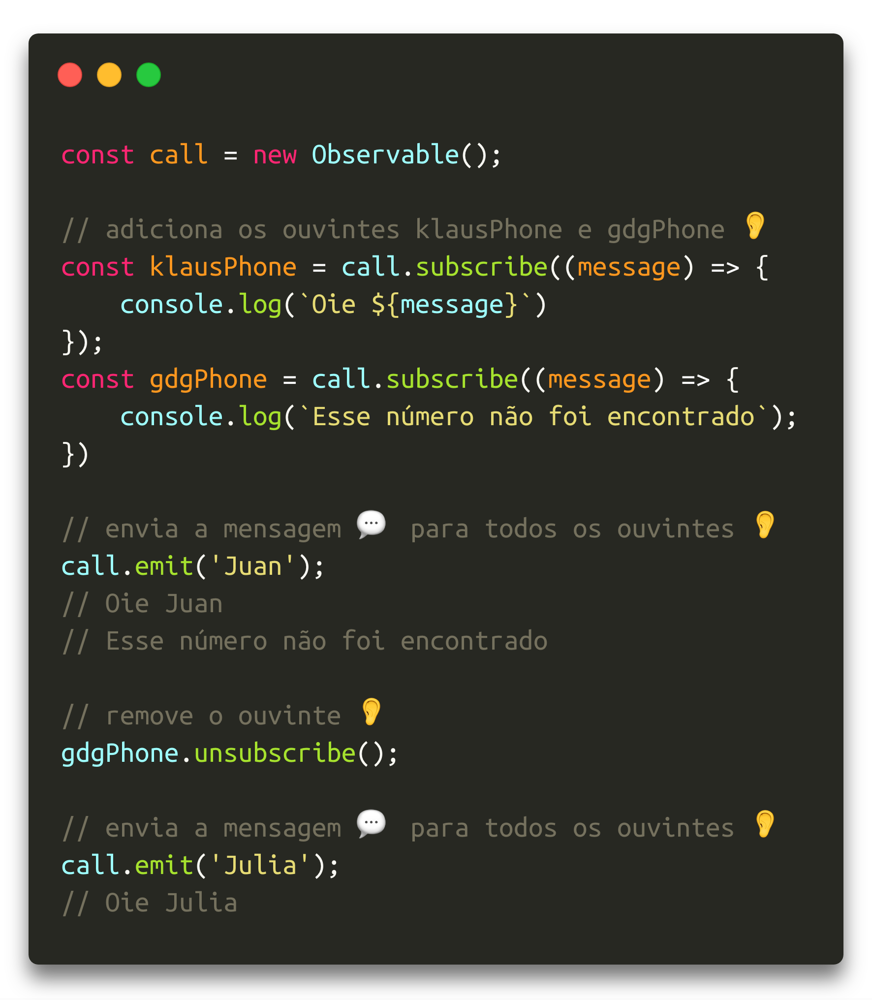 const call = new Observable();
// adiciona os ouvintes klausPhone e gdgPhone 👂
const klausPhone = call.subscribe((message) => {
    console.log(`Oie ${message}`)
});
const gdgPhone = call.subscribe((message) => {
    console.log(`Esse número não foi encontrado`);
})
// envia a mensagem 💬 para todos os ouvintes 👂
call.emit('Juan');
// Oie Juan
// Esse número não foi encontrado
// remove o ouvinte 👂
gdgPhone.unsubscribe();
// envia a mensagem 💬 para todos os ouvintes 👂
call.emit('Julia');
// Oie Julia